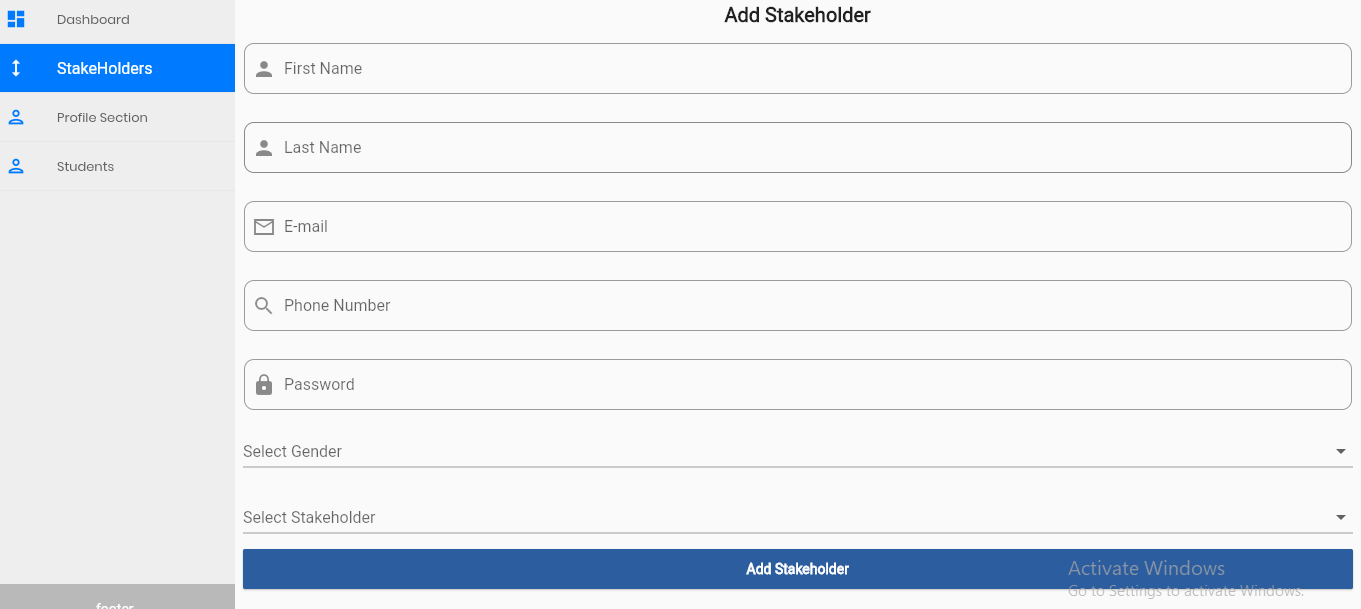 Dashboard
StakeHolders
Profile Section
Students
footer
Add Stakeholder
First Name
Last Name
E-mail
Phone Number
Password
Select Gender
Select Stakeholder
Add Stakeholder
Activate Windows
Go to Settings to activate Windows.